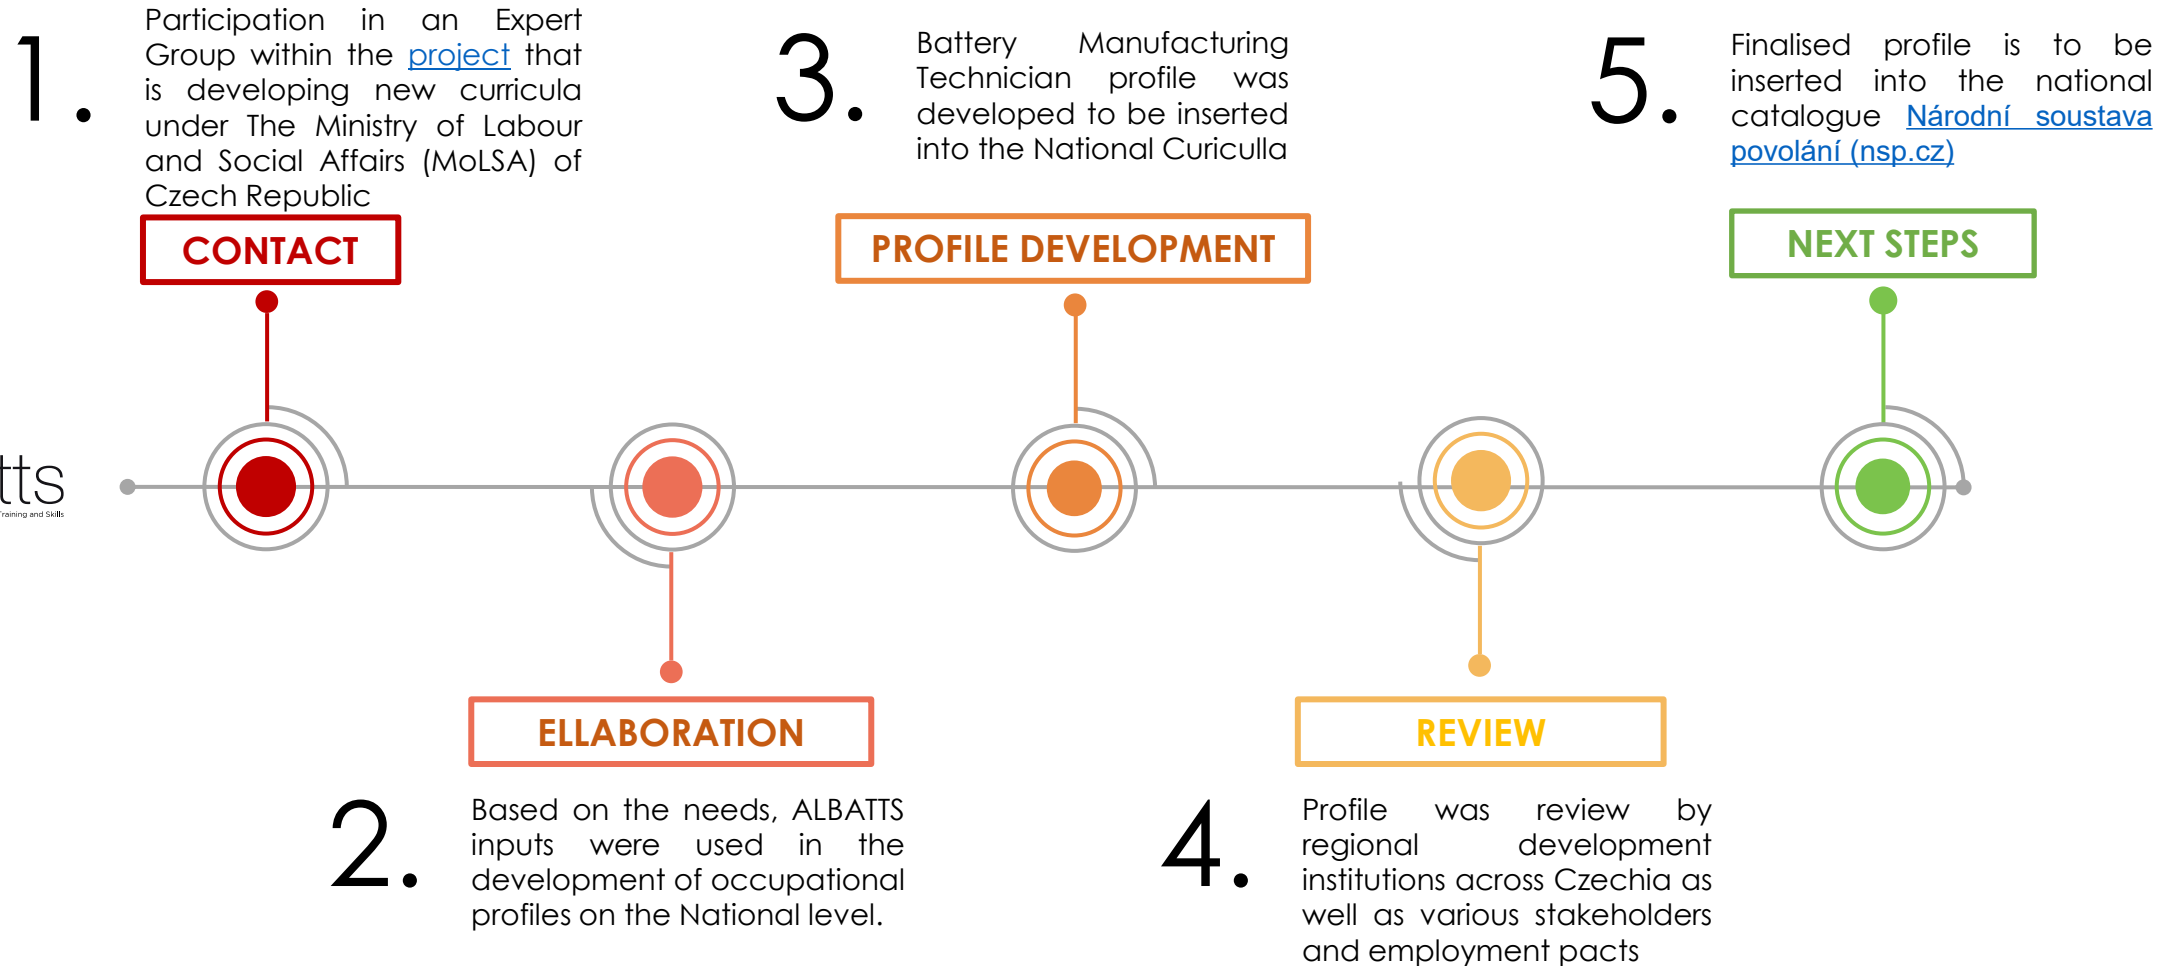 1.
Participation in an Expert
Group within the project that
is developing new curricula
under The Ministry of Labour
and Social Affairs (MoLSA) of
Czech Republic
CONTACT
3.
Battery Manufacturing
Technician profile was
developed to be inserted
into the National Curiculla
PROFILE DEVELOPMENT
5.
Finalised profile is to be
inserted into the national
catalogue Národní soustava
povolání (nsp.cz)
NEXT STEPS
tts
Training and Skills
ELLABORATION
2.
Based on the needs, ALBATTS
inputs were used in the
development of occupational
profiles on the National level.
REVIEW
4.
Profile was review by
regional development
institutions across Czechia as
well as various stakeholders
and employment pacts